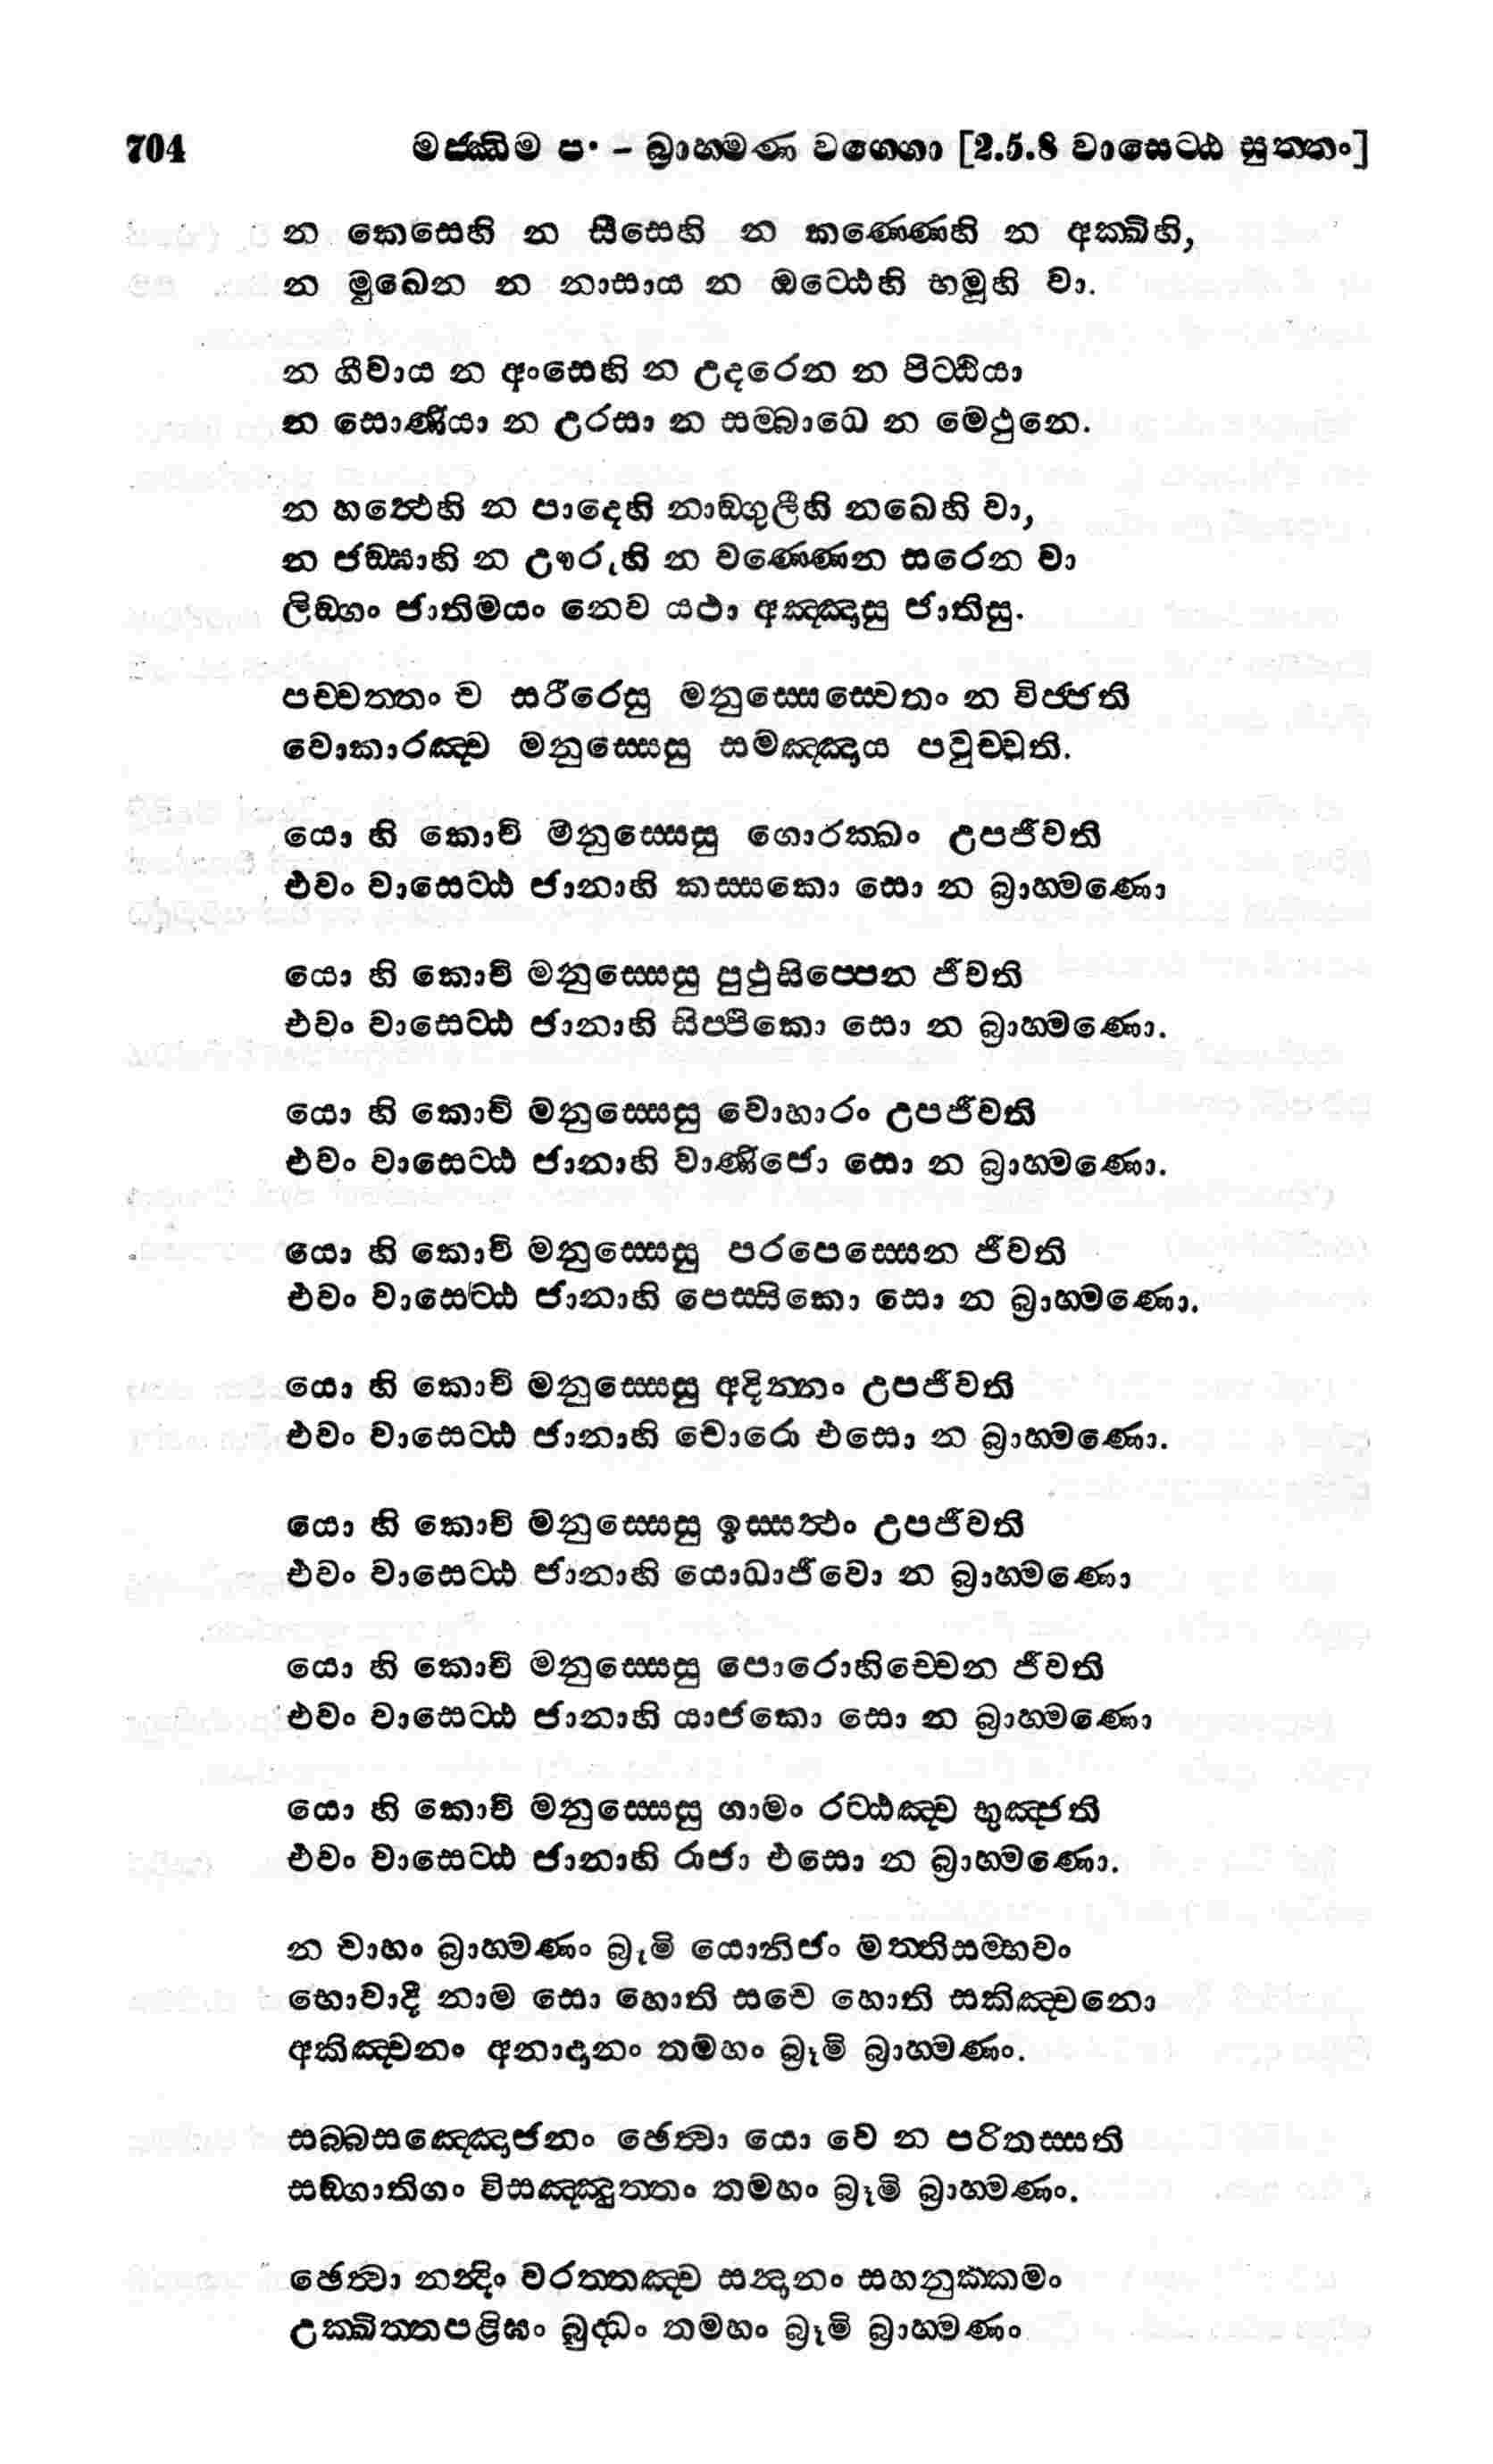 704 මජ්ඣිම ප. - බ්‍රාහ්මණ වග්ගො [2.5.8 වාසෙට්ඨ සුත්තං]
න කෙසෙහි න සීසෙහි න කණ්ණෙහි න අක්ඛිහි,
න මුඛෙන න නාසාය න ඔට්ඨෙහි භමූහි වා.
න ගීවාය න අංසෙහි න උදරෙන න පිට්ඨියා
න සොණියා න උරසා න සම්බාධෙ න මෙථුනෙ.
න හත්ථෙහි න පාදෙහි නාඞ්ගුලීහි නඛෙහි වා,
න ජඞ්ඝාහි න ඌරූහි න වණ්ණෙන සරෙන වා
ලිඞ්ගං ජාතිමයං නෙව යථා අඤ්ඤාසු ජාතිසු.
පච්චත්තං ච සරීරෙසු මනුස්සෙස්වෙතං න විජ්ජති
වොකාරඤ්ච මනුස්සෙසු සමඤ්ඤාය පවුච්චති.
යො හි කොචි මනුස්සෙසු ගොරක්ඛං උපජීවති
එවං වාසෙට්ඨ ජානාහි කස්සකො සො න බ්‍රාහ්මණො
යො හි කොචි මනුස්සෙසු පුථුසිප්පෙන ජීවති
එවං වාසෙට්ඨ ජානාහි සිප්පිකො සො න බ්‍රාහ්මණො.
යො හි කොචි මනුස්සෙසු වොහාරං උපජීවති
එවං වාසෙට්ඨ ජානාහි වාණිජො සො න බ්‍රාහ්මණො.
යො හි කොචි මනුස්සෙසු පරපෙස්සෙන ජීවති
එවං වාසෙට්ඨ ජානාහි පෙස්සිකො සො න බ්‍රාහ්මණො.
යො හි කොචි මනුස්සෙසු අදින්නං උපජීවති
එවං වාසෙට්ඨ ජානාහි චොරො එසො න බ්‍රාහ්මණො.
යො හි කොචි මනුස්සෙසු ඉස්සත්ථං උපජීවති
එවං වාසෙට්ඨ ජානාහි යොධාජීවො න බ්‍රාහ්මණො
යො හි කොචි මනුස්සෙසු පොරොහිච්චෙන ජීවති
එවං වාසෙට්ඨ ජානාහි යාජකො සො න බ්‍රාහ්මණො
යො හි කොචි මනුස්සෙසු ගාමං රට්ඨඤ්ච භුඤ්ජති
එවං වාසෙට්ඨ ජානාහි රාජා එසො න බ්‍රාහ්මණො.
න චාහං බ්‍රාහ්මණං බ්‍රූමි යොනිජං මත්තිසම්භවං
භොවාදී නාම සො හොති සචෙ හොති සකිඤ්චනො
අකිඤ්චනං අනාදානං තමහං බ්‍රූමි බ්‍රාහ්මණං.
සබ්බසඤ්ඤොජනං ඡෙත්වා යො වෙ න පරිතස්සති
සඞ්ගාතිගං විසඤ්ඤුත්තං තමහං බ්‍රූමි බ්‍රාහ්මණං.
ඡෙත්වා නන්දිං වරත්තඤ්ච සන්දානං සහනුක්කමං
උක්ඛිත්තපළිඝං බුද්ධං තමහං බ්‍රූමි බ්‍රාහ්මණං